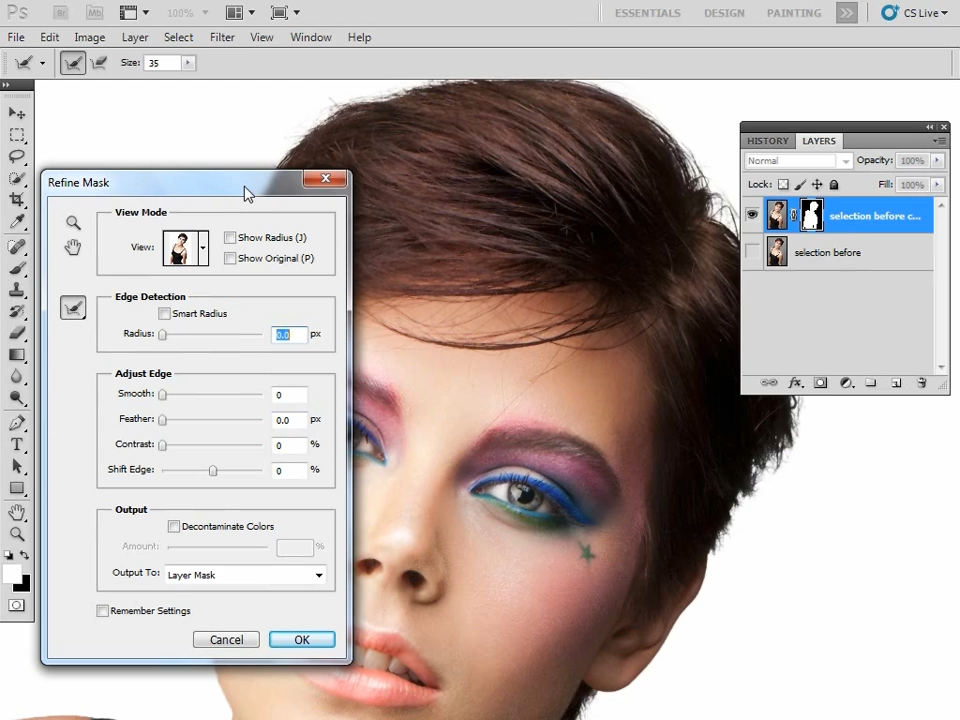 Ps Br Mb 100% ESSENTIALS DESIGN PAINTING CS Live
File Edit Image Layer Select Filter View Window Help
Size: 35
HISTORY LAYERS
Normal Opacity: 100%
Lock: Fill: 100%
selection before c...
selection before
fx.
Refine Mask
View Mode
View: Show Radius (J)
Show Original (P)
Edge Detection
Smart Radius
Radius: 0.0 px
Adjust Edge
Smooth: 0
Feather: 0.0 px
Contrast: 0 %
Shift Edge: 0 %
Output
Decontaminate Colors
Amount: %
Output To: Layer Mask
Remember Settings
Cancel OK
T